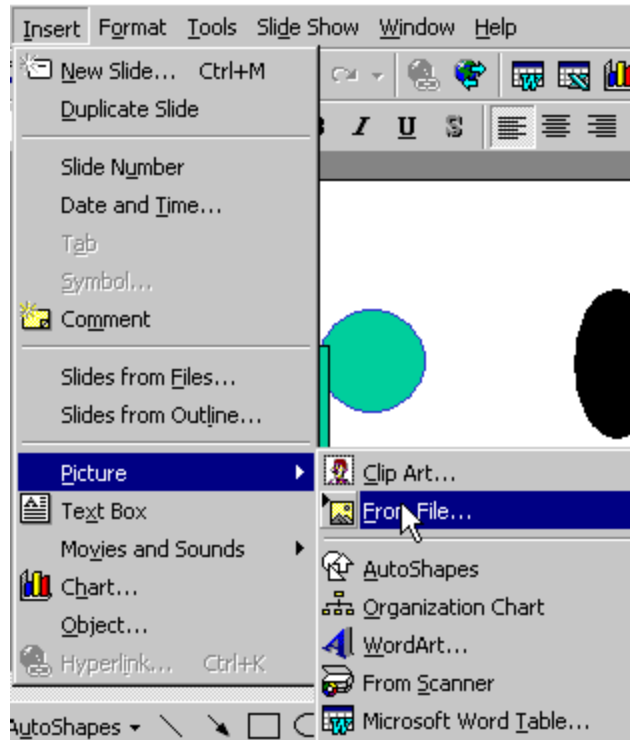 Insert Format Tools Slide Show Window Help
New Slide... Ctrl+M
Duplicate Slide
I U S
Slide Number
Date and Time...
Tab
Symbol...
Comment
Slides from Files...
Slides from Outline...
Picture
Text Box
Movies and Sounds
Chart...
Object...
Hyperlink... Ctrl+K
Clip Art...
From File...
AutoShapes
Organization Chart
WordArt...
From Scanner
Microsoft Word Table...
AutoShapes